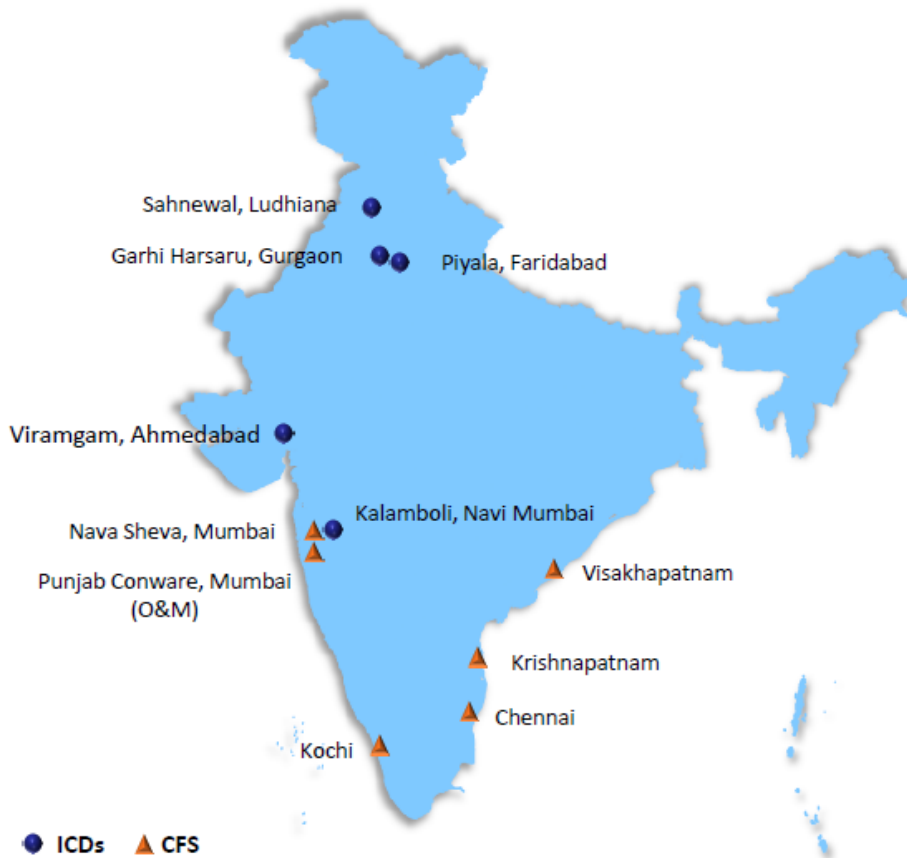 Sahnewal, Ludhiana
Garhi Harsaru, Gurgaon
Piyala, Faridabad
Viramgam, Ahmedabad
Kalamboli, Navi Mumbai
Nava Sheva, Mumbai
Punjab Conware, Mumbai
(O&M)
Visakhapatnam
Krishnapatnam
Chennai
Kochi
ICDs
CFS